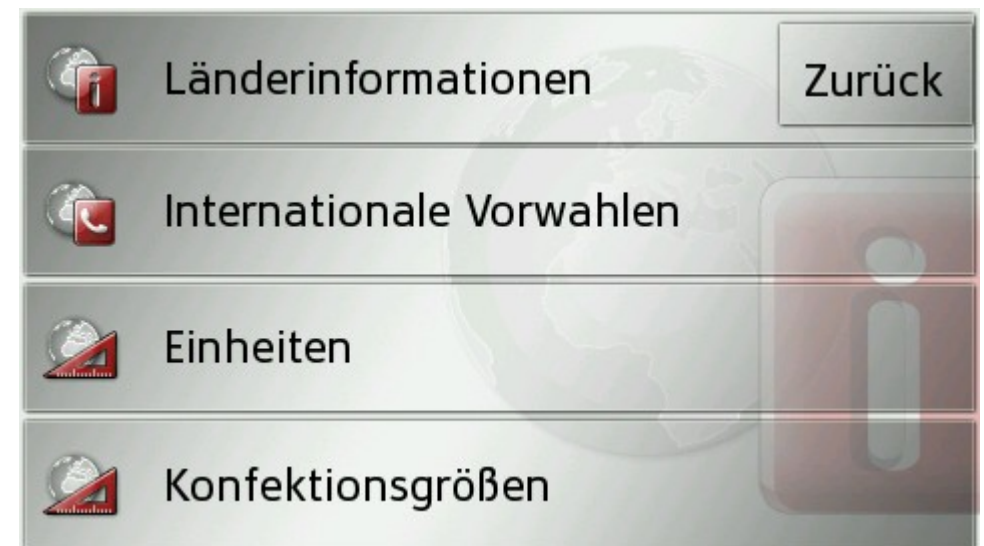 Länderinformationen
Zurück
Internationale Vorwahlen
Einheiten
Konfektionsgrößen